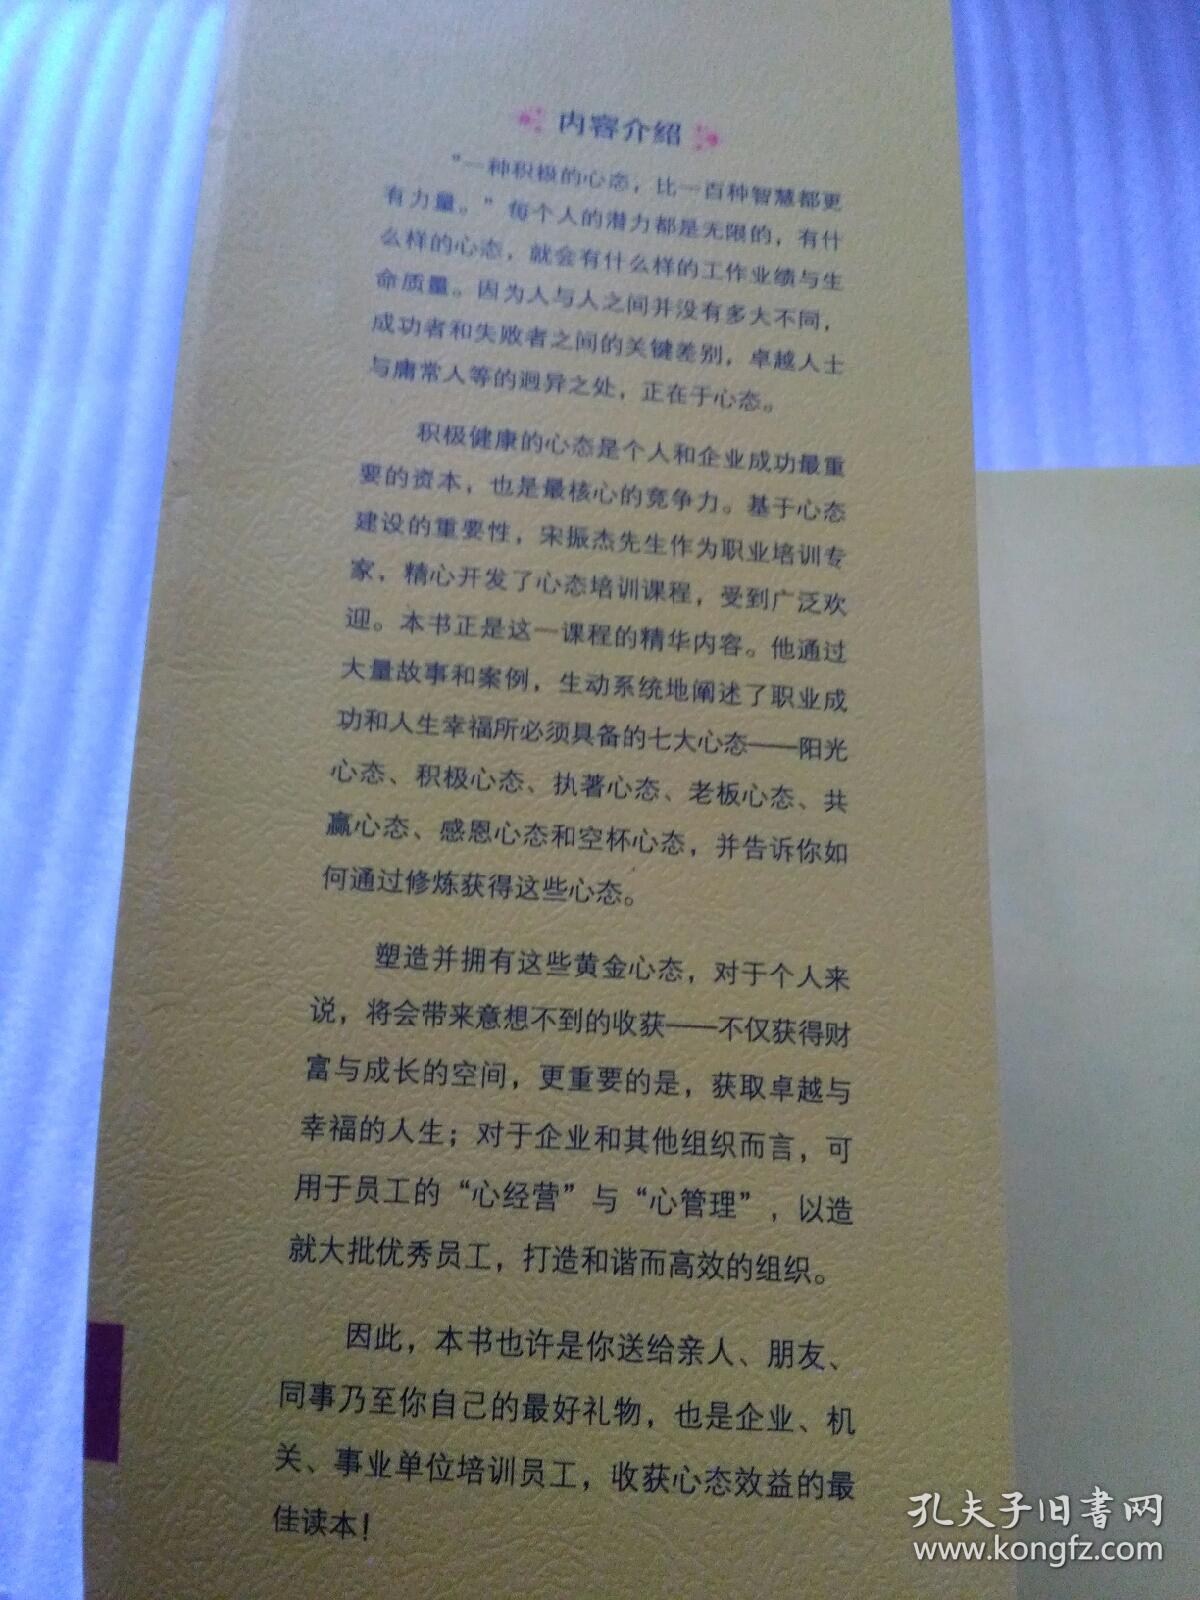 内容介绍
“一种积极的心态，比一百种智慧都更
有力量。”每个人的潜力都是无限的，有什
么样的心态，就会有什么样的工作业绩与生
命质量。因为人与人之间并没有多大不同，
成功者和失败者之间的关键差别，卓越人士
与庸常人等的迥异之处，正在于心态。
积极健康的心态是个人和企业成功最重
要的资本，也是最核心的竞争力。基于心态
建设的重要性，宋振杰先生作为职业培训专
家，精心开发了心态培训课程，受到广泛欢
迎。本书正是这一课程的精华内容。他通过
大量故事和案例，生动系统地阐述了职业成
功和人生幸福所必须具备的七大心态——阳光
心态、积极心态、执著心态、老板心态、共
赢心态、感恩心态和空杯心态，并告诉你如
何通过修炼获得这些心态。
塑造并拥有这些黄金心态，对于个人来
说，将会带来意想不到的收获——不仅获得财
富与成长的空间，更重要的是，获取卓越与
幸福的人生；对于企业和其他组织而言，可
用于员工的“心经营”与“心管理”，以造
就大批优秀员工，打造和谐而高效的组织。
因此，本书也许是你送给亲人、朋友、
同事乃至你自己的最好礼物，也是企业、机
关、事业单位培训员工，收获心态效益的最
佳读本！
孔夫子旧书网
www.kongfz.com